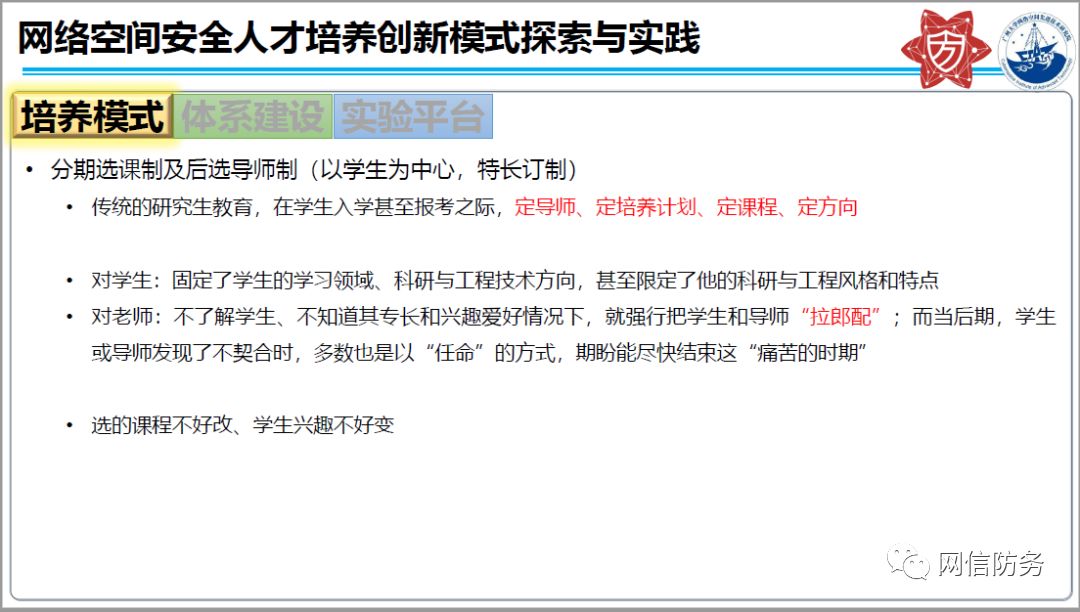 网络空间安全人才培养创新模式探索与实践
培养模式 体系建设 实验平台
• 分期选课制及后选导师制（以学生为中心，特长订制）
• 传统的研究生教育，在学生入学甚至报考之际，定导师、定培养计划、定课程、定方向
• 对学生：固定了学生的学习领域、科研与工程技术方向，甚至限定了他的科研与工程风格和特点
• 对老师：不了解学生、不知道其专长和兴趣爱好情况下，就强行把学生和导师“拉郎配”；而当后期，学生
或导师发现了不契合时，多数也是以“任命”的方式，期盼能尽快结束这“痛苦的时期”
• 选的课程不好改、学生兴趣不好变
网信防务